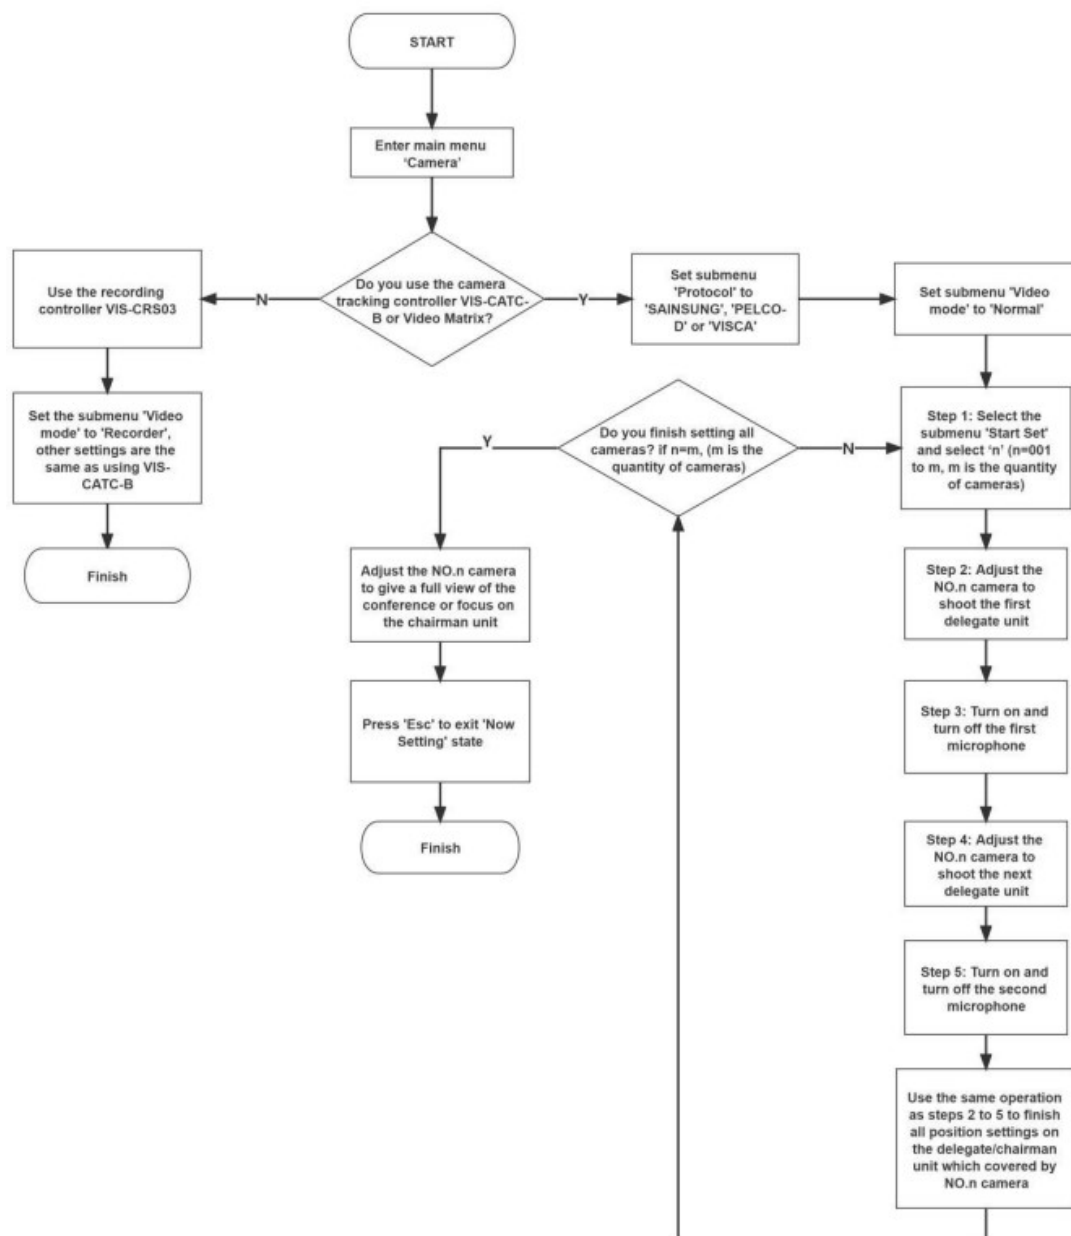 START
Enter main menu
‘Camera’
Do you use the camera
tracking controller VIS-CATC-
B or Video Matrix?
N
Y
Use the recording
controller VIS-CRS03
Set the submenu 'Video
mode' to 'Recorder',
other settings are the
same as using VIS-
CATC-B
Finish
Set submenu
'Protocol' to
'SAINSUNG', 'PELCO-
D' or 'VISCA'
Set submenu 'Video
mode' to 'Normal'
Step 1: Select the
submenu 'Start Set'
and select ‘n’ (n=001
to m, m is the quantity
of cameras)
Step 2: Adjust the
NO.n camera to
shoot the first
delegate unit
Step 3: Turn on and
turn off the first
microphone
Step 4: Adjust the
NO.n camera to
shoot the next
delegate unit
Step 5: Turn on and
turn off the second
microphone
Use the same operation
as steps 2 to 5 to finish
all position settings on
the delegate/chairman
unit which covered by
NO.n camera
Do you finish setting all
cameras? if n=m, (m is the
quantity of cameras)
Y
N
Adjust the NO.n camera
to give a full view of the
conference or focus on
the chairman unit
Press 'Esc' to exit 'Now
Setting' state
Finish